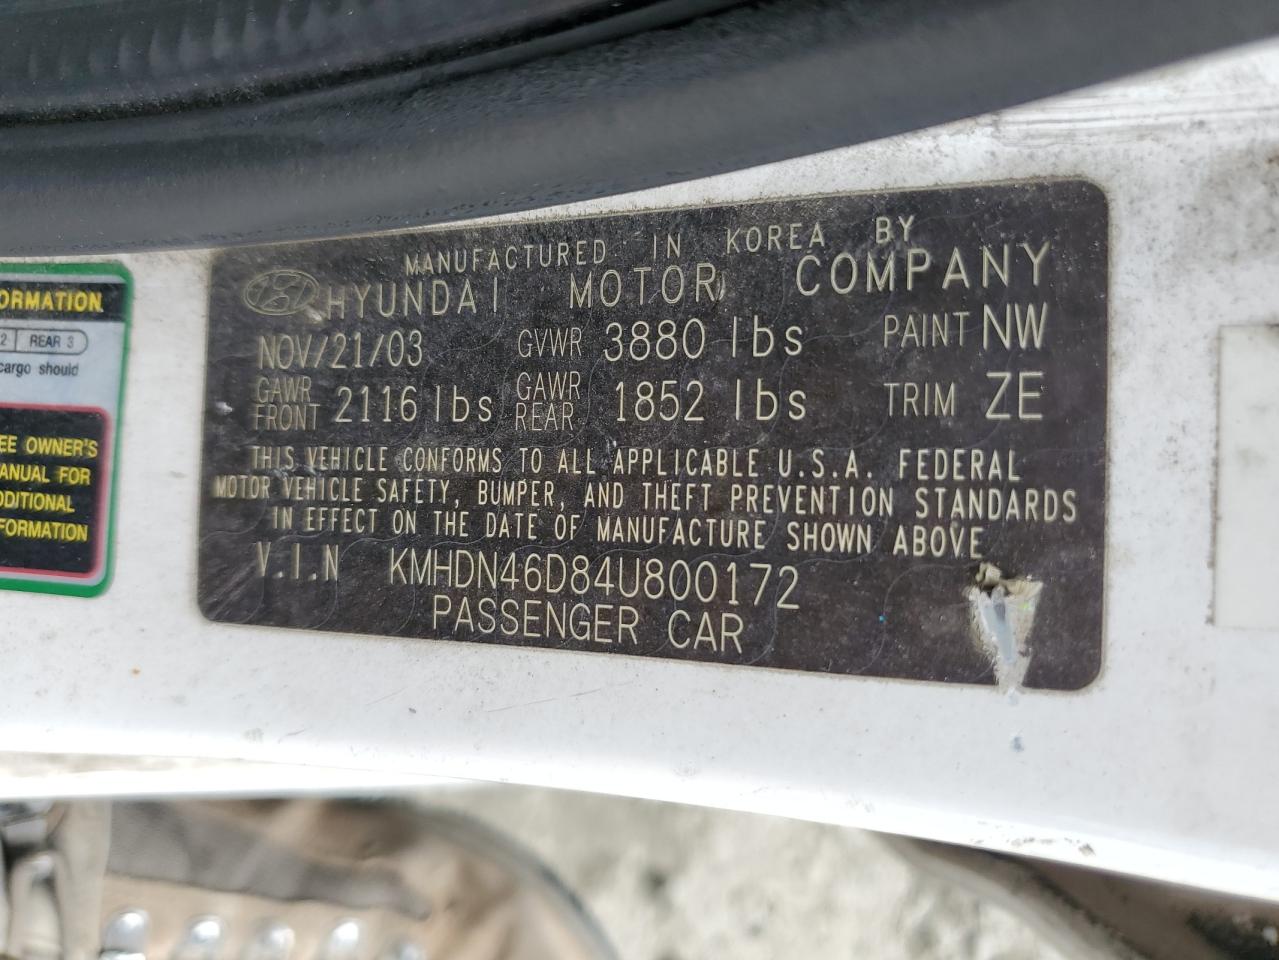 MANUFACTURED IN KOREA BY
HYUNDAI MOTOR COMPANY
NOV/21/03 GVWR 3880 lbs PAINT NW
GAWR FRONT 2116 lbs GAWR REAR 1852 lbs TRIM ZE
THIS VEHICLE CONFORMS TO ALL APPLICABLE U.S.A. FEDERAL
MOTOR VEHICLE SAFETY, BUMPER, AND THEFT PREVENTION STANDARDS
IN EFFECT ON THE DATE OF MANUFACTURE SHOWN ABOVE
V.I.N KMHDN46D84U800172
PASSENGER CAR
ORMATION
2 REAR 3
cargo should
EE OWNER'S
ANUAL FOR
DDITIONAL
FORMATION